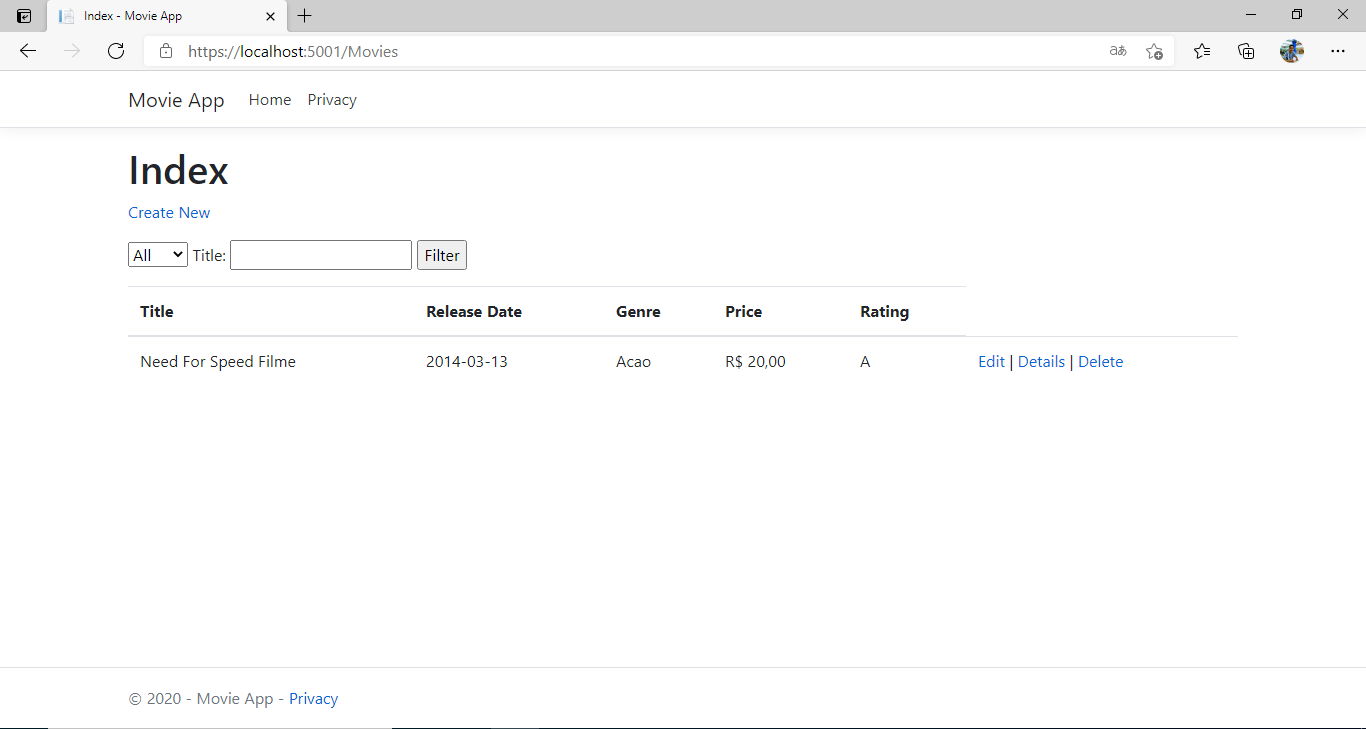 Index - Movie App
https://localhost:5001/Movies
aあ
Movie App Home Privacy
Index
Create New
All Title: Filter
Title Release Date Genre Price Rating
Need For Speed Filme 2014-03-13 Acao R$ 20,00 A Edit | Details | Delete
© 2020 - Movie App - Privacy